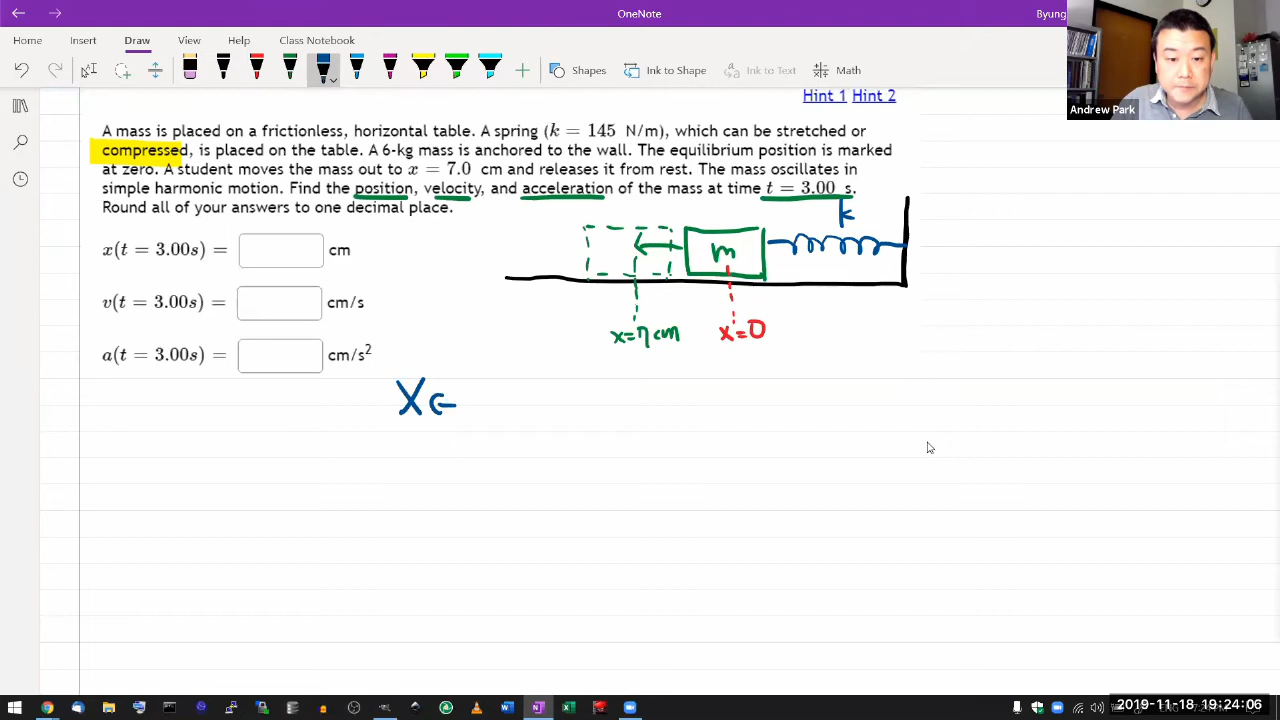 OneNote
Byung
Home Insert Draw View Help Class Notebook
Shapes Ink to Shape Ink to Text Math
Andrew Park
Hint 1 Hint 2
A mass is placed on a frictionless, horizontal table. A spring (k = 145 N/m), which can be stretched or
compressed, is placed on the table. A 6-kg mass is anchored to the wall. The equilibrium position is marked
at zero. A student moves the mass out to x = 7.0 cm and releases it from rest. The mass oscillates in
simple harmonic motion. Find the position, velocity, and acceleration of the mass at time t = 3.00 s.
Round all of your answers to one decimal place.
k
m
x(t = 3.00s) = cm
v(t = 3.00s) = cm/s
x=7cm x=0
a(t = 3.00s) = cm/s²
X
2019-11-18 19:24:06